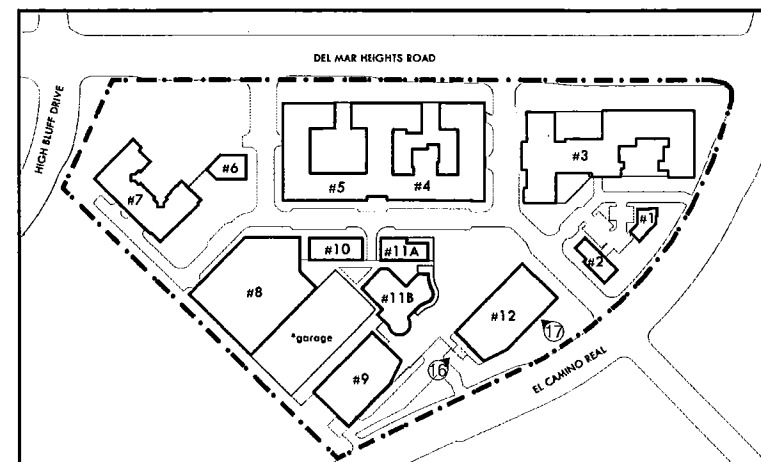 DEL MAR HEIGHTS ROAD
HIGH BLUFF DRIVE
#6
#5
#4
#3
#7
#1
#2
#10
#11A
#8
#11B
#12
*garage
17
#9
16
EL CAMINO REAL